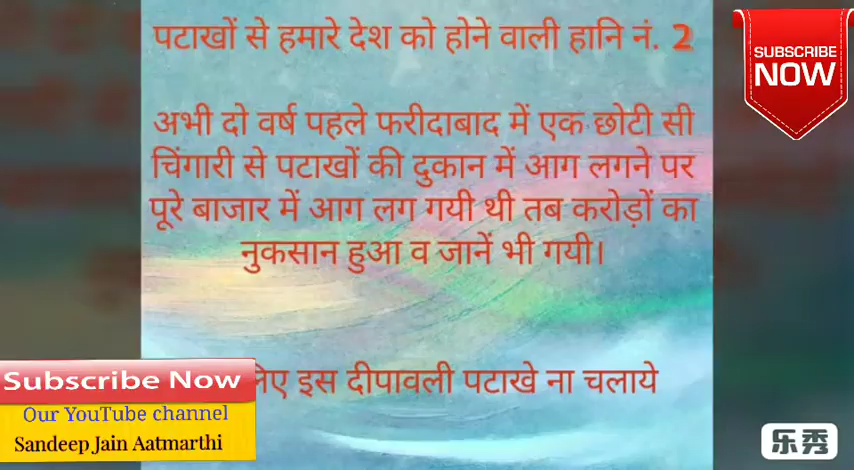 पटाखों से हमारे देश को होने वाली हानि नं. 2
SUBSCRIBE
NOW
अभी दो वर्ष पहले फरीदाबाद में एक छोटी सी
चिंगारी से पटाखों की दुकान में आग लगने पर
पूरे बाजार में आग लग गयी थी तब करोड़ों का
नुकसान हुआ व जानें भी गयी।
इस दीपावली पटाखे ना चलाये
Subscribe Now
Our YouTube channel
Sandeep Jain Aatmarthi
乐秀